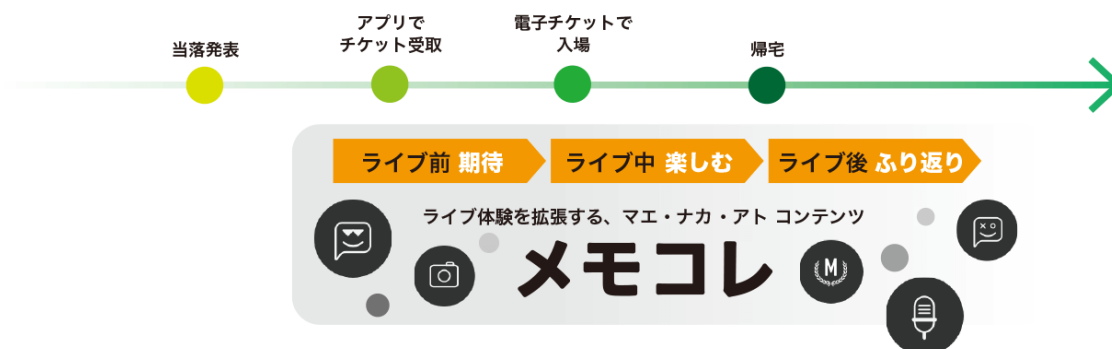 当落発表
アプリで
チケット受取
電子チケットで
入場
帰宅
ライブ前 期待
ライブ中 楽しむ
ライブ後 ふり返り
ライブ体験を拡張する、マエ・ナカ・アト コンテンツ
メモコレ
M